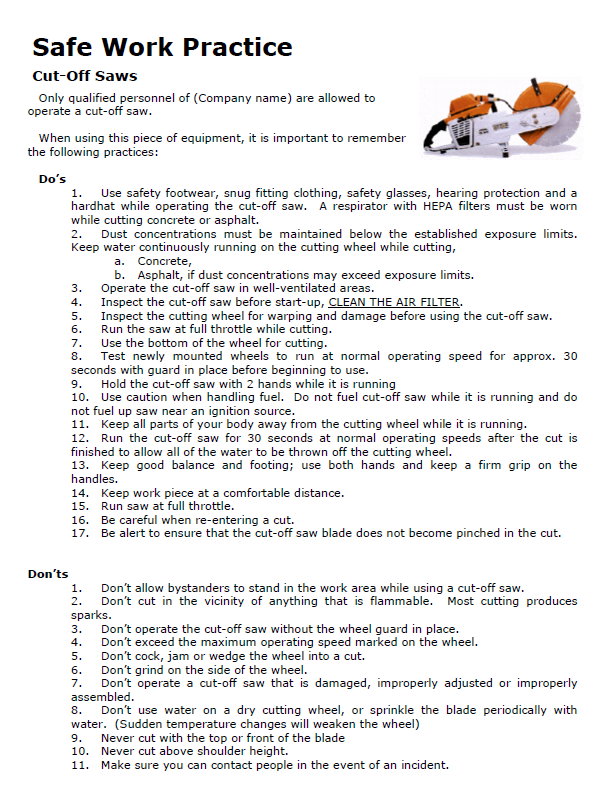 Safe Work Practice
Cut-Off Saws
Only qualified personnel of (Company name) are allowed to
operate a cut-off saw.
When using this piece of equipment, it is important to remember
the following practices:
Do's
1. Use safety footwear, snug fitting clothing, safety glasses, hearing protection and a
hardhat while operating the cut-off saw. A respirator with HEPA filters must be worn
while cutting concrete or asphalt.
2. Dust concentrations must be maintained below the established exposure limits.
Keep water continuously running on the cutting wheel while cutting,
a. Concrete,
b. Asphalt, if dust concentrations may exceed exposure limits.
3. Operate the cut-off saw in well-ventilated areas.
4. Inspect the cut-off saw before start-up, CLEAN THE AIR FILTER.
5. Inspect the cutting wheel for warping and damage before using the cut-off saw.
6. Run the saw at full throttle while cutting.
7. Use the bottom of the wheel for cutting.
8. Test newly mounted wheels to run at normal operating speed for approx. 30
seconds with guard in place before beginning to use.
9. Hold the cut-off saw with 2 hands while it is running
10. Use caution when handling fuel. Do not fuel cut-off saw while it is running and do
not fuel up saw near an ignition source.
11. Keep all parts of your body away from the cutting wheel while it is running.
12. Run the cut-off saw for 30 seconds at normal operating speeds after the cut is
finished to allow all of the water to be thrown off the cutting wheel.
13. Keep good balance and footing; use both hands and keep a firm grip on the
handles.
14. Keep work piece at a comfortable distance.
15. Run saw at full throttle.
16. Be careful when re-entering a cut.
17. Be alert to ensure that the cut-off saw blade does not become pinched in the cut.
Don'ts
1. Don't allow bystanders to stand in the work area while using a cut-off saw.
2. Don't cut in the vicinity of anything that is flammable. Most cutting produces
sparks.
3. Don't operate the cut-off saw without the wheel guard in place.
4. Don't exceed the maximum operating speed marked on the wheel.
5. Don't cock, jam or wedge the wheel into a cut.
6. Don't grind on the side of the wheel.
7. Don't operate a cut-off saw that is damaged, improperly adjusted or improperly
assembled.
8. Don't use water on a dry cutting wheel, or sprinkle the blade periodically with
water. (Sudden temperature changes will weaken the wheel)
9. Never cut with the top or front of the blade
10. Never cut above shoulder height.
11. Make sure you can contact people in the event of an incident.